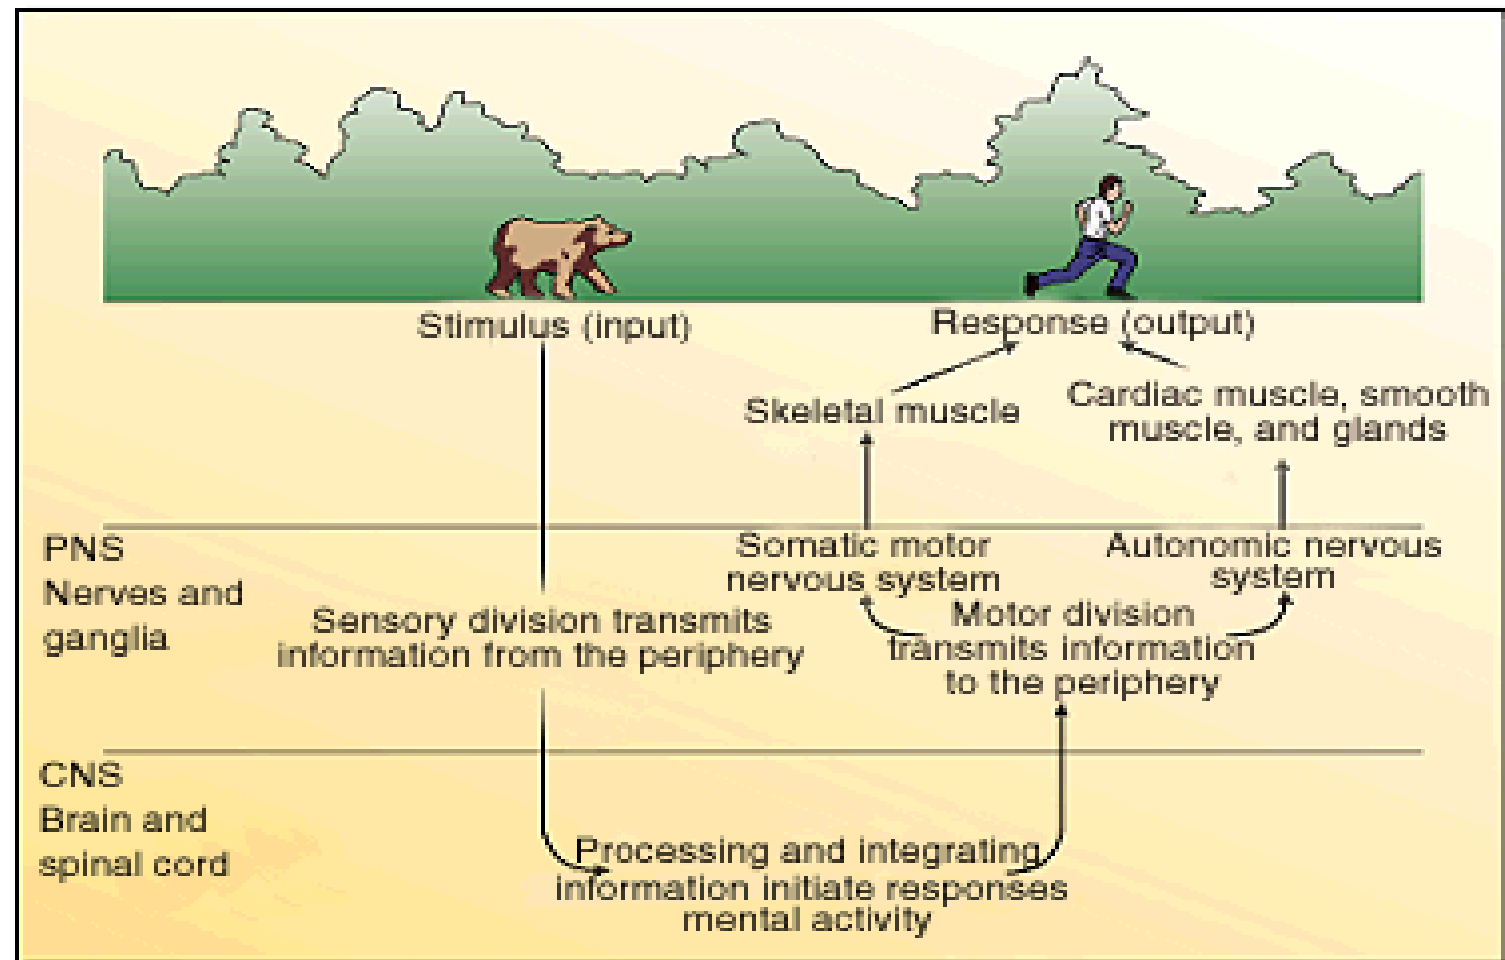 Stimulus (input)
Response (output)
Skeletal muscle
Cardiac muscle, smooth
muscle, and glands
PNS
Nerves and
ganglia
Somatic motor
nervous system
Autonomic nervous
system
Sensory division transmits
information from the periphery
Motor division
transmits information
to the periphery
CNS
Brain and
spinal cord
Processing and integrating
information initiate responses
mental activity